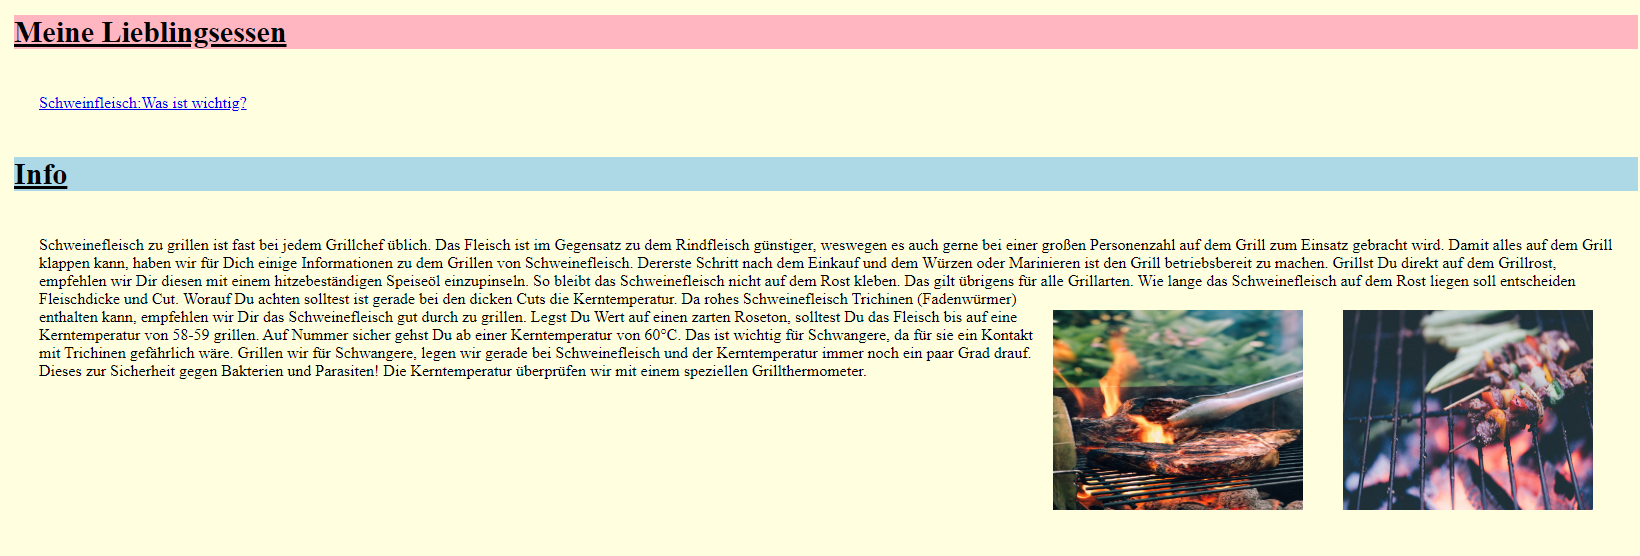 Meine Lieblingsessen
Schweinfleisch:Was ist wichtig?
Info
Schweinefleisch zu grillen ist fast bei jedem Grillchef üblich. Das Fleisch ist im Gegensatz zu dem Rindfleisch günstiger, weswegen es auch gerne bei einer großen Personenzahl auf dem Grill zum Einsatz gebracht wird. Damit alles auf dem Grill
klappen kann, haben wir für Dich einige Informationen zu dem Grillen von Schweinefleisch. Dererste Schritt nach dem Einkauf und dem Würzen oder Marinieren ist den Grill betriebsbereit zu machen. Grillst Du direkt auf dem Grillrost,
empfehlen wir Dir diesen mit einem hitzebeständigen Speiseöl einzupinseln. So bleibt das Schweinefleisch nicht auf dem Rost kleben. Das gilt übrigens für alle Grillarten. Wie lange das Schweinefleisch auf dem Rost liegen soll entscheiden
Fleischdicke und Cut. Worauf Du achten solltest ist gerade bei den dicken Cuts die Kerntemperatur. Da rohes Schweinefleisch Trichinen (Fadenwürmer)
enthalten kann, empfehlen wir Dir das Schweinefleisch gut durch zu grillen. Legst Du Wert auf einen zarten Roseton, solltest Du das Fleisch bis auf eine
Kerntemperatur von 58-59 grillen. Auf Nummer sicher gehst Du ab einer Kerntemperatur von 60°C. Das ist wichtig für Schwangere, da für sie ein Kontakt
mit Trichinen gefährlich wäre. Grillen wir für Schwangere, legen wir gerade bei Schweinefleisch und der Kerntemperatur immer noch ein paar Grad drauf.
Dieses zur Sicherheit gegen Bakterien und Parasiten! Die Kerntemperatur überprüfen wir mit einem speziellen Grillthermometer.